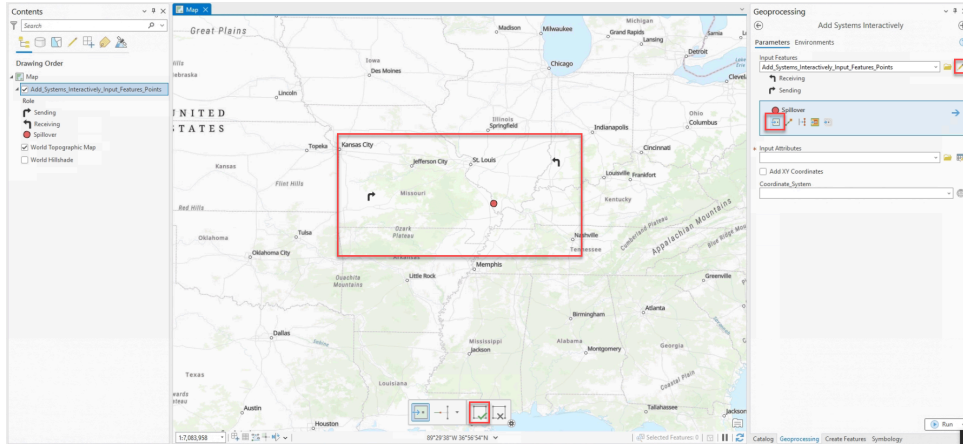 Contents
Search
Drawing Order
Map
Add_Systems_Interactively_Input_Features_Points
Role
Sending
Receiving
Spillover
World Topographic Map
World Hillshade
Map
Great Plains
Madison
Milwaukee
Michigan
Grand Rapids
Lansing
Sarnia
Detroit
Iowa
Des Moines
Chicago
Lincoln
UNITED
STATES
Illinois
Springfield
Indianapolis
Ohio
Columbus
Topeka
Kansas City
Jefferson City
St. Louis
Cincinnati
Kansas
Flint Hills
Missouri
Louisville
Frankfort
Kentucky
Red Hills
Ozark
Plateau
Cumberland Plateau
Appalachian Mountains
Blue Ridge
Tulsa
Oklahoma
Oklahoma City
Nashville
Tennessee
Arkansas
Memphis
Ouachita
Mountains
Little Rock
Greenville
Birmingham
Atlanta
Dallas
Mississippi
Jackson
Alabama
Montgomery
Georgia
Coastal Plain
Texas
Louisiana
Austin
Houston
Tallahassee
1:7,083,958
89°29'38"W 36°56'54"N
Selected Features: 0
Geoprocessing
Add Systems Interactively
Parameters Environments
Input Features
Add_Systems_Interactively_Input_Features_Points
Receiving
Sending
Spillover
Input Attributes
Add XY Coordinates
Coordinate_System
Run
Catalog Geoprocessing Create Features Symbology